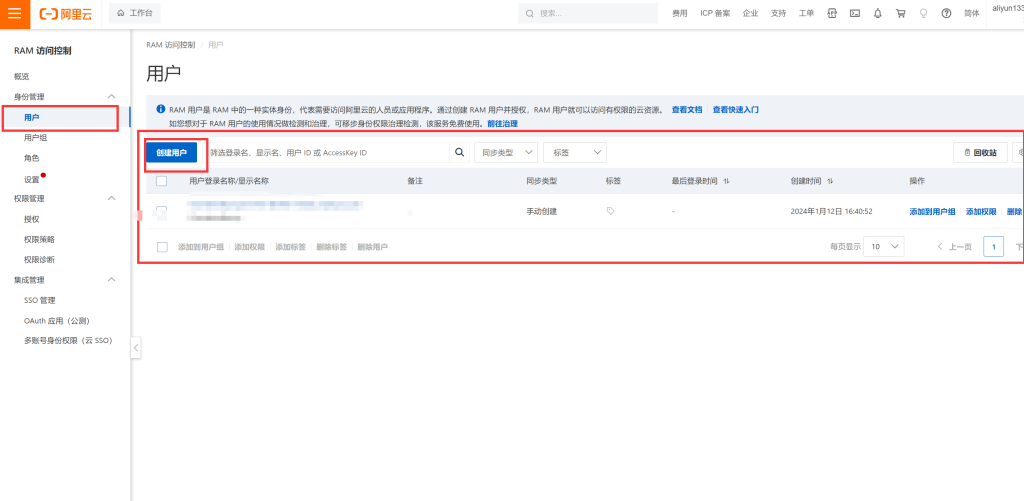 阿里云
工作台
搜索...
费用
ICP 备案
企业
支持
工单
简体
aliyun133
RAM 访问控制
概览
身份管理
用户
用户组
角色
设置
权限管理
授权
权限策略
权限诊断
集成管理
SSO 管理
OAuth 应用（公测）
多账号身份权限（云 SSO）
RAM 访问控制 / 用户
用户
RAM 用户是 RAM 中的一种实体身份，代表需要访问阿里云的人员或应用程序。通过创建 RAM 用户并授权，RAM 用户就可以访问有权限的云资源。 查看文档 查看快速入门
如您想对于 RAM 用户的使用情况做检测和治理，可移步身份权限治理检测，该服务免费使用。前往治理
创建用户
筛选登录名、显示名、用户 ID 或 AccessKey ID
同步类型
标签
回收站
用户登录名称/显示名称 备注 同步类型 标签 最后登录时间 创建时间 操作
手动创建 - 2024年1月12日 16:40:52 添加到用户组 添加权限 删除
添加到用户组 添加权限 添加标签 删除标签 删除用户
每页显示 10 上一页 1 下